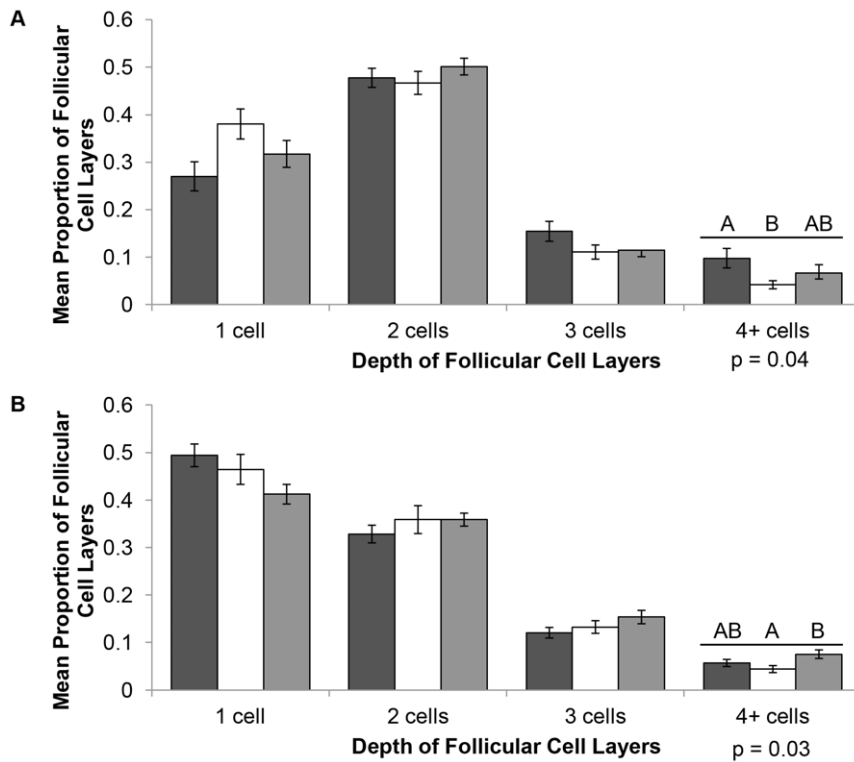 A
Mean Proportion of Follicular
Cell Layers
0.6
0.5
0.4
0.3
0.2
0.1
0
A B AB
1 cell 2 cells 3 cells 4+ cells
Depth of Follicular Cell Layers
p = 0.04
B
Mean Proportion of Follicular
Cell Layers
0.6
0.5
0.4
0.3
0.2
0.1
0
AB A B
1 cell 2 cells 3 cells 4+ cells
Depth of Follicular Cell Layers
p = 0.03